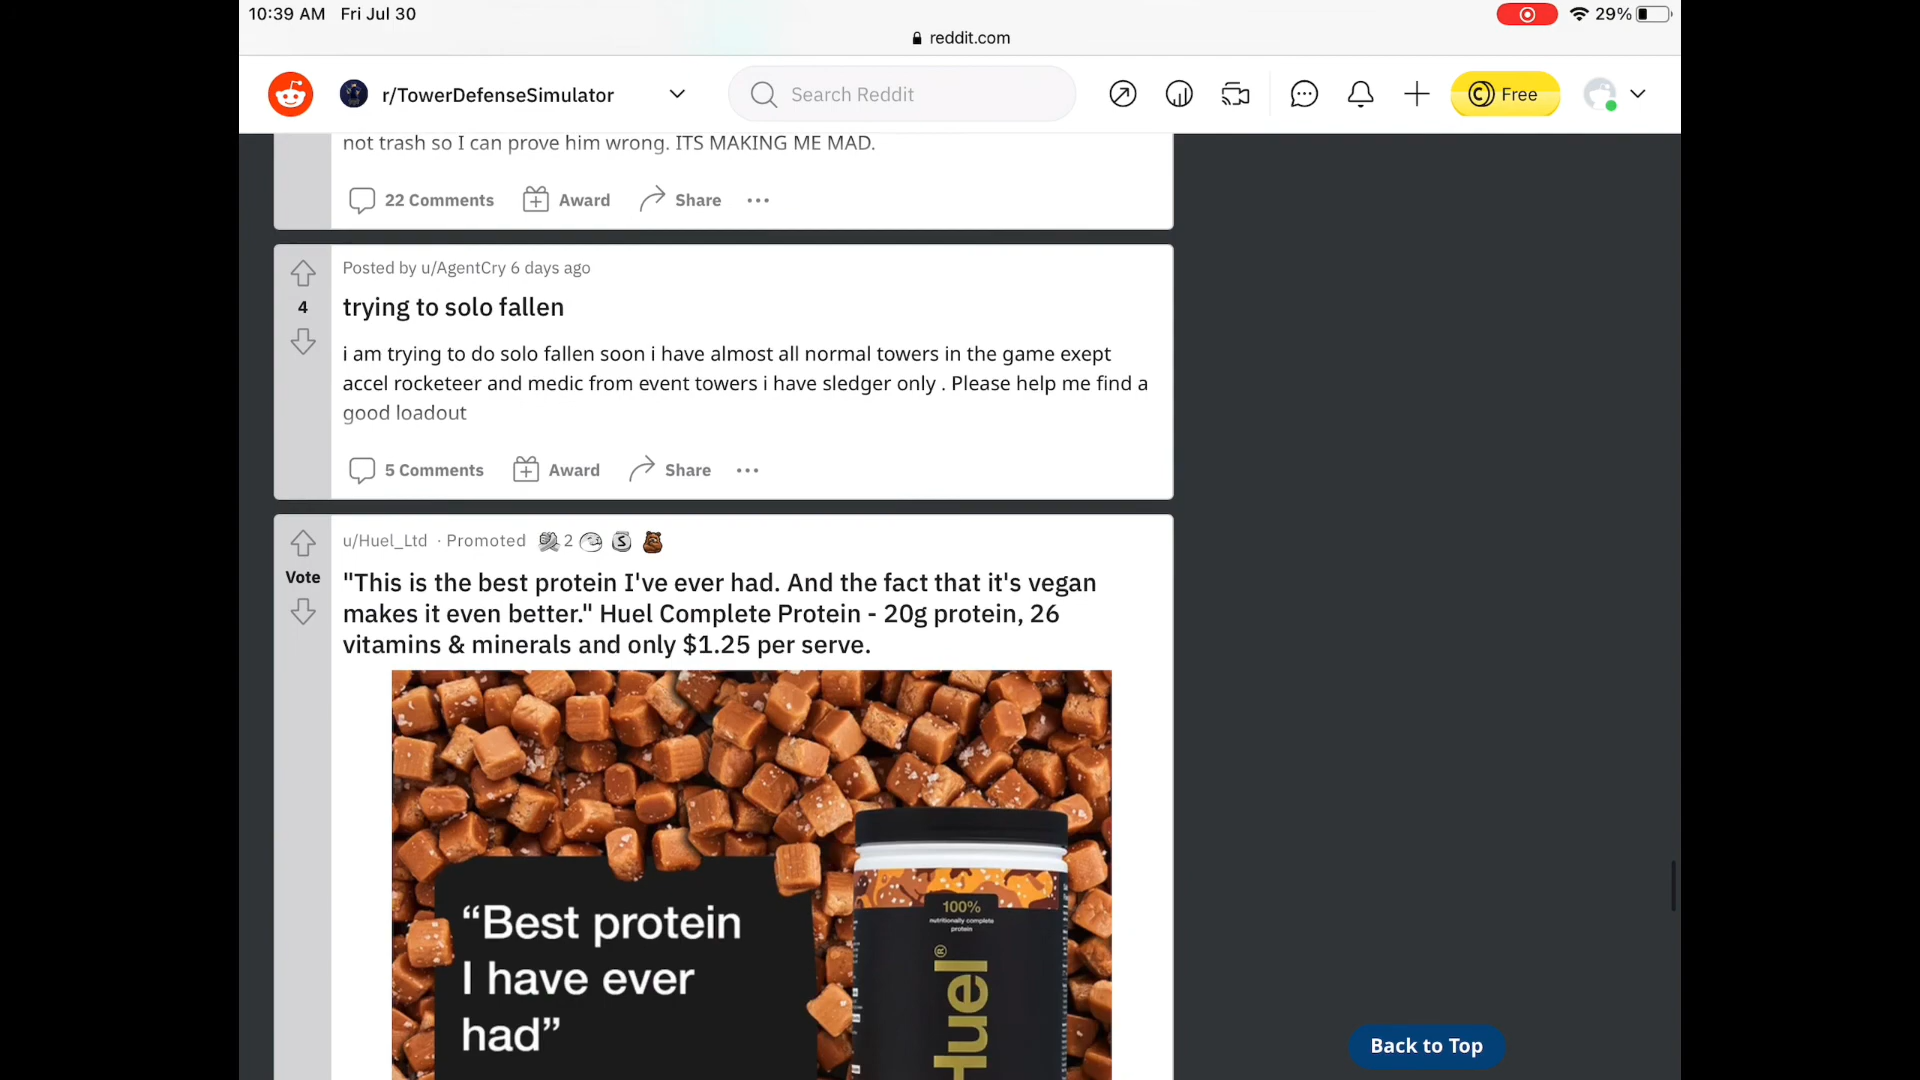 10:39 AM Fri Jul 30
29%
reddit.com
r/TowerDefenseSimulator
Search Reddit
Free
not trash so I can prove him wrong. ITS MAKING ME MAD.
22 Comments
Award
Share
Posted by u/AgentCry 6 days ago
4
trying to solo fallen
i am trying to do solo fallen soon i have almost all normal towers in the game exept
accel rocketeer and medic from event towers i have sledger only . Please help me find a
good loadout
5 Comments
Award
Share
u/Huel_Ltd · Promoted
2
Vote
"This is the best protein I've ever had. And the fact that it's vegan
makes it even better." Huel Complete Protein - 20g protein, 26
vitamins & minerals and only $1.25 per serve.
100%
nutritionally complete
protein
Huel®
“Best protein
I have ever
had”
Back to Top